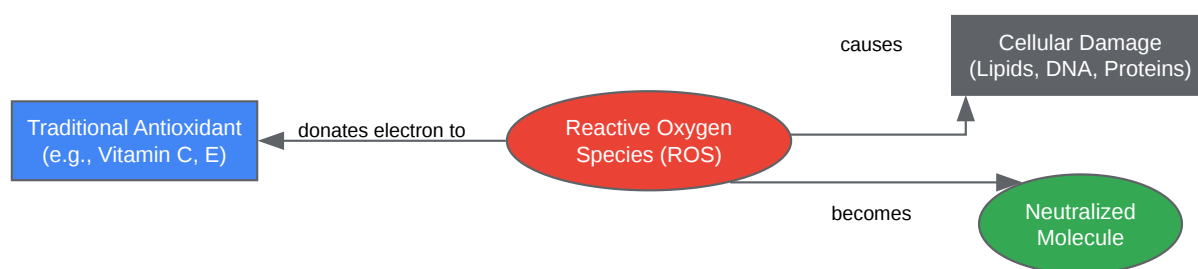 Traditional Antioxidant
(e.g., Vitamin C, E)
donates electron to
Reactive Oxygen
Species (ROS)
causes
Cellular Damage
(Lipids, DNA, Proteins)
becomes
Neutralized
Molecule